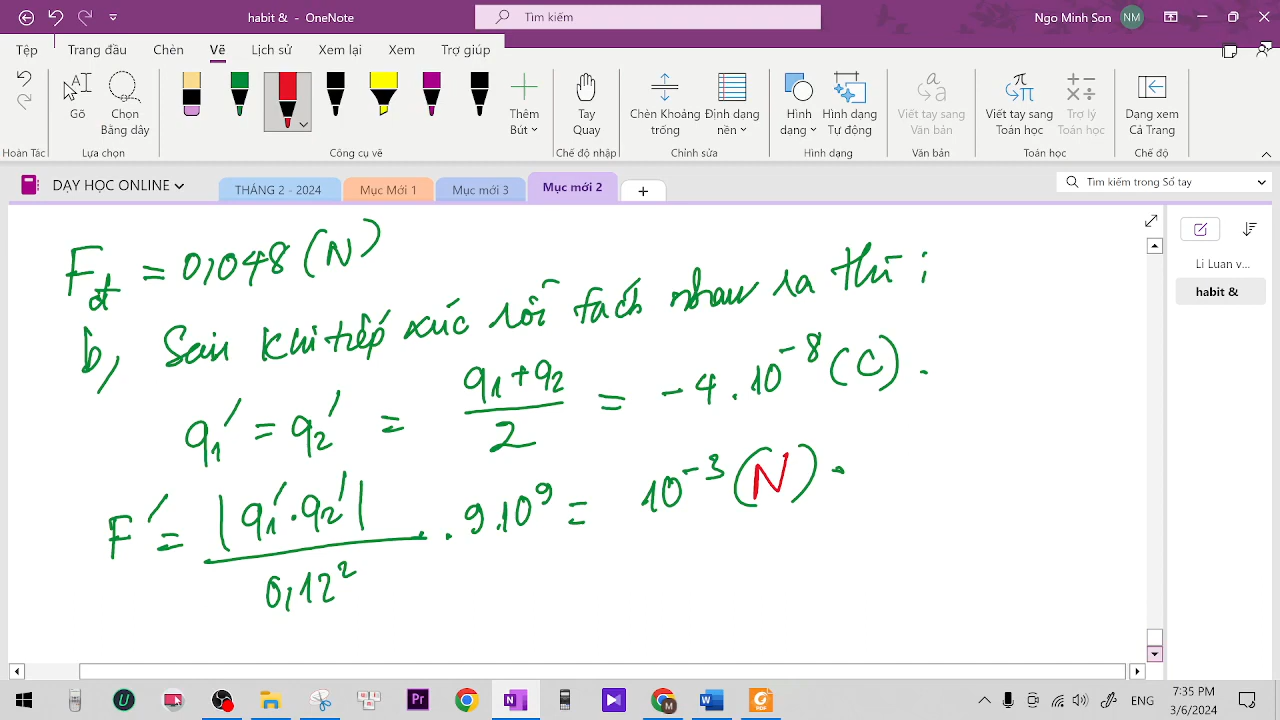 habit & - OneNote
Tìm kiếm
Ngo Minh Son
NM
Tệp Trang đầu Chèn Vẽ Lịch sử Xem lại Xem Trợ giúp
Gõ
Chọn Bằng dây
Thêm Bút
Tay Quay
Chèn Khoảng trống
Định dạng nền
Hình dạng
Hình dạng Tự động
Viết tay sang Văn bản
Viết tay sang Toán học
Trợ lý Toán học
Dạng xem Cả Trang
Hoàn Tác Lựa chọn Công cụ vẽ Chế độ nhập Chỉnh sửa Hình dạng Văn bản Toán học Chế độ
DẠY HỌC ONLINE
THÁNG 2 - 2024
Mục Mới 1
Mục mới 3
Mục mới 2
+
Tìm kiếm trong Sổ tay
Li Luan v...
habit &
Fđt = 0,048 (N)
b, Sau khi tiếp xúc rồi tách nhau ra thì :
q₁′ = q₂′ = (q₁+q₂)/2 = -4.10⁻⁸ (C).
F′ = |q₁′.q₂′|/0,12² . 9.10⁹ = 10⁻³ (N).
Pr
N
M
W
PDF
ENG
7:35 PM
3/6/2024